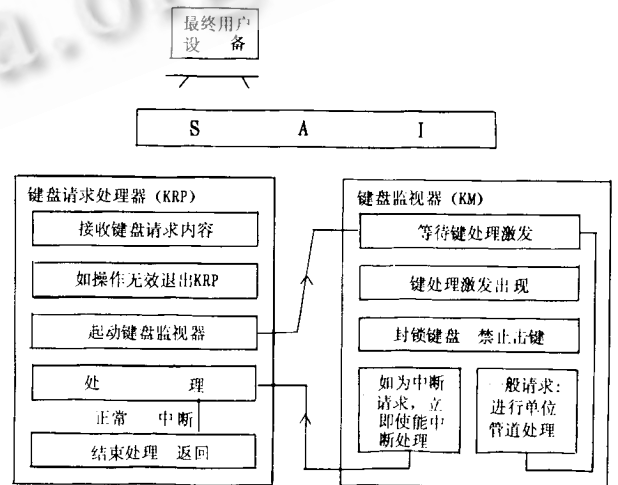 最终用户
设 备
S A I
键盘请求处理器（KRP）
接收键盘请求内容
如操作无效退出KRP
起动键盘监视器
处 理
正常 中断
结束处理 返回
键盘监视器（KM）
等待键处理激发
键处理激发出现
封锁键盘 禁止击键
如为中断
请求，立
即使能中
断处理
一般请求：
进行单位
管道处理